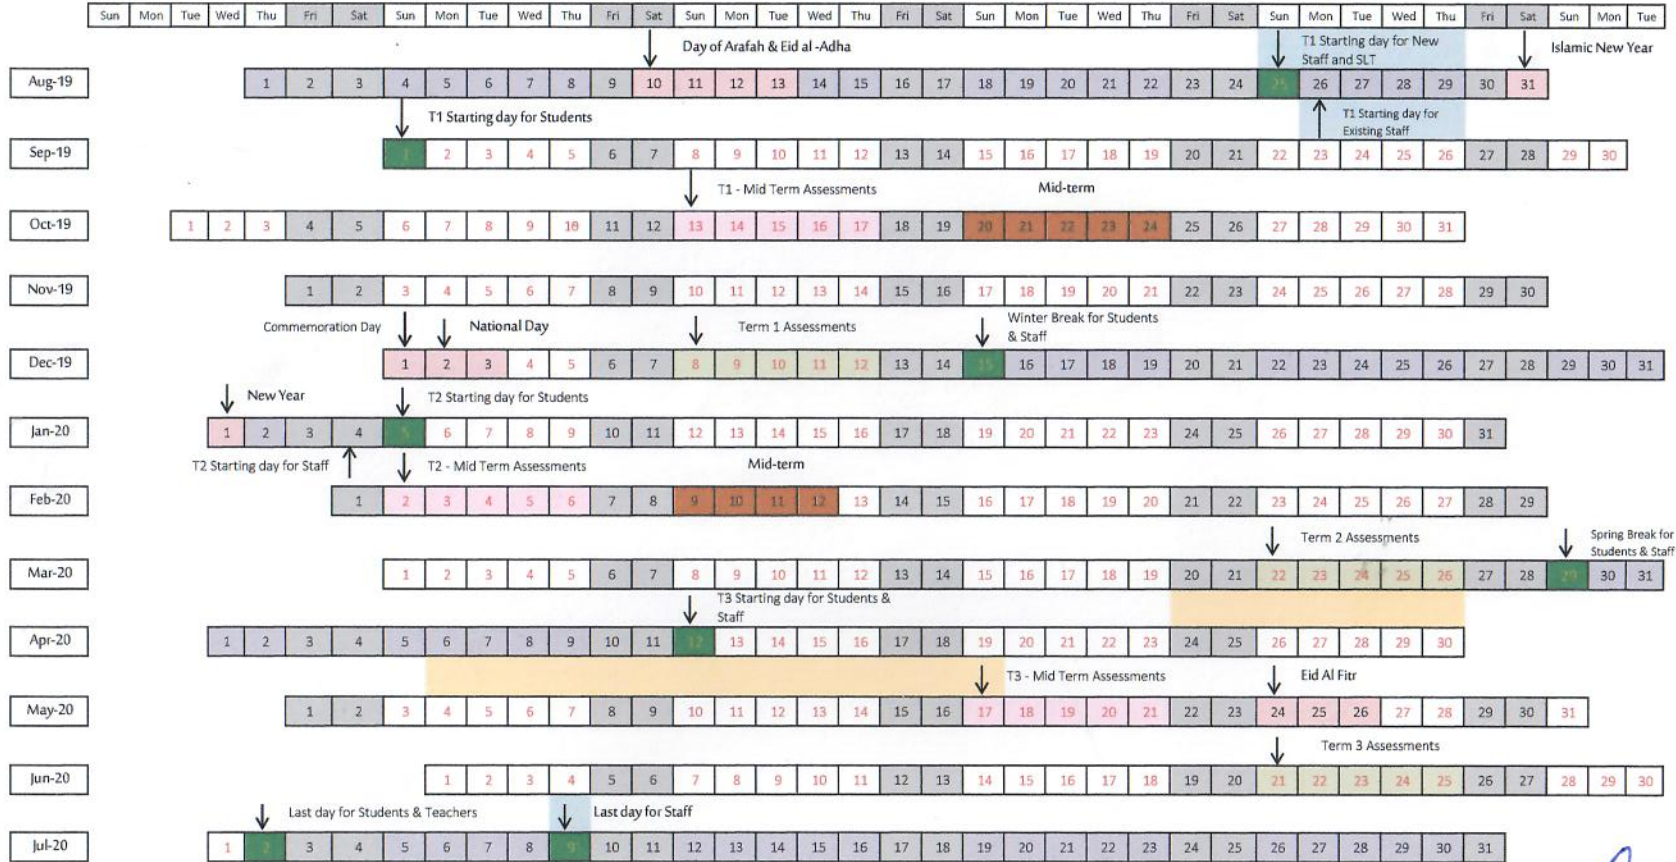 Sun Mon Tue Wed Thu Fri Sat Sun Mon Tue Wed Thu Fri Sat Sun Mon Tue Wed Thu Fri Sat Sun Mon Tue Wed Thu Fri Sat Sun Mon Tue Wed Thu Fri Sat Sun Mon Tue
Day of Arafah & Eid al -Adha
T1 Starting day for New
Staff and SLT
Islamic New Year
Aug-19 1 2 3 4 5 6 7 8 9 10 11 12 13 14 15 16 17 18 19 20 21 22 23 24 25 26 27 28 29 30 31
T1 Starting day for Students
T1 Starting day for
Existing Staff
Sep-19 1 2 3 4 5 6 7 8 9 10 11 12 13 14 15 16 17 18 19 20 21 22 23 24 25 26 27 28 29 30
T1 - Mid Term Assessments
Mid-term
Oct-19 1 2 3 4 5 6 7 8 9 10 11 12 13 14 15 16 17 18 19 20 21 22 23 24 25 26 27 28 29 30 31
Nov-19 1 2 3 4 5 6 7 8 9 10 11 12 13 14 15 16 17 18 19 20 21 22 23 24 25 26 27 28 29 30
Commemoration Day
National Day
Term 1 Assessments
Winter Break for Students
& Staff
Dec-19 1 2 3 4 5 6 7 8 9 10 11 12 13 14 15 16 17 18 19 20 21 22 23 24 25 26 27 28 29 30 31
New Year
T2 Starting day for Students
Jan-20 1 2 3 4 5 6 7 8 9 10 11 12 13 14 15 16 17 18 19 20 21 22 23 24 25 26 27 28 29 30 31
T2 Starting day for Staff
T2 - Mid Term Assessments
Mid-term
Feb-20 1 2 3 4 5 6 7 8 9 10 11 12 13 14 15 16 17 18 19 20 21 22 23 24 25 26 27 28 29
Term 2 Assessments
Spring Break for
Students & Staff
Mar-20 1 2 3 4 5 6 7 8 9 10 11 12 13 14 15 16 17 18 19 20 21 22 23 24 25 26 27 28 29 30 31
T3 Starting day for Students &
Staff
Apr-20 1 2 3 4 5 6 7 8 9 10 11 12 13 14 15 16 17 18 19 20 21 22 23 24 25 26 27 28 29 30
T3 - Mid Term Assessments
Eid Al Fitr
May-20 1 2 3 4 5 6 7 8 9 10 11 12 13 14 15 16 17 18 19 20 21 22 23 24 25 26 27 28 29 30 31
Term 3 Assessments
Jun-20 1 2 3 4 5 6 7 8 9 10 11 12 13 14 15 16 17 18 19 20 21 22 23 24 25 26 27 28 29 30
Last day for Students & Teachers
Last day for Staff
Jul-20 1 2 3 4 5 6 7 8 9 10 11 12 13 14 15 16 17 18 19 20 21 22 23 24 25 26 27 28 29 30 31